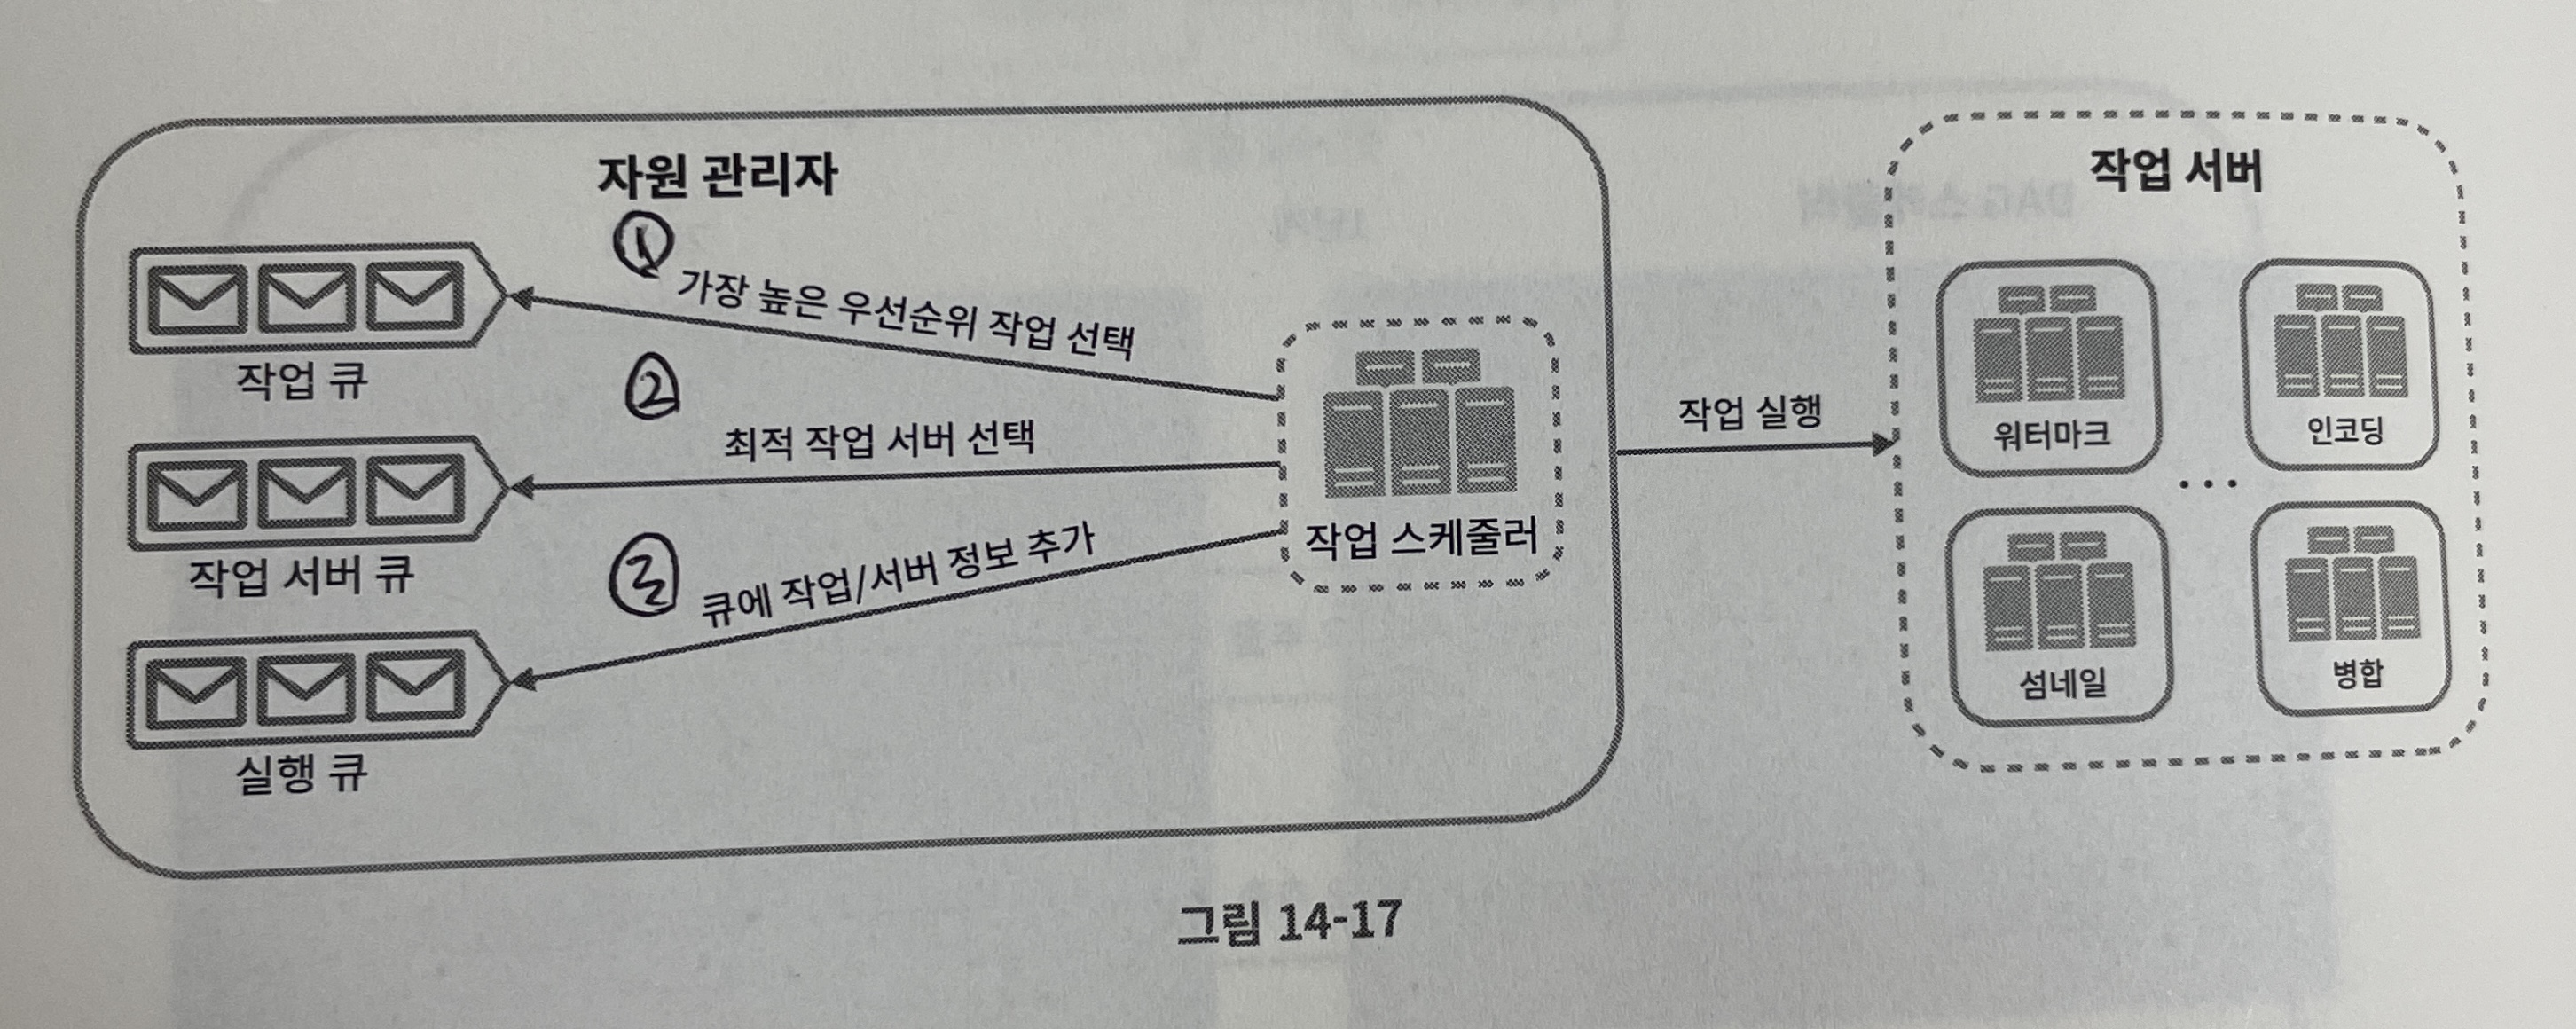 자원 관리자
①
가장 높은 우선순위 작업 선택
작업 큐
②
최적 작업 서버 선택
작업 서버 큐
③
큐에 작업/서버 정보 추가
실행 큐
작업 스케줄러
작업 실행
작업 서버
워터마크
인코딩
...
섬네일
병합
그림 14-17